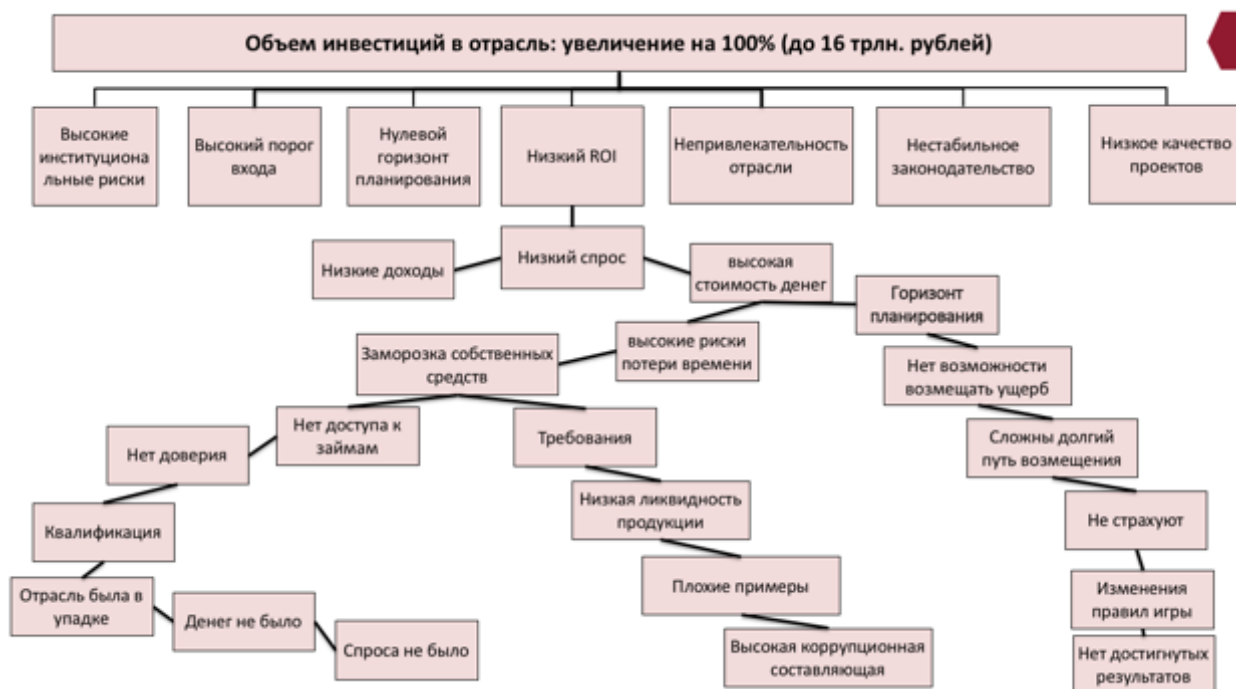 Объем инвестиций в отрасль: увеличение на 100% (до 16 трлн. рублей)
Высокие
институциона
льные риски
Высокий порог
входа
Нулевой
горизонт
планирования
Низкий ROI
Непривлекательность
отрасли
Нестабильное
законодательство
Низкое качество
проектов
Низкие доходы
Низкий спрос
высокая
стоимость денег
Горизонт
планирования
Заморозка собственных
средств
высокие риски
потери времени
Нет возможности
возмещать ущерб
Нет доверия
Нет доступа к
займам
Требования
Сложны долгий
путь возмещения
Квалификация
Низкая ликвидность
продукции
Не страхуют
Отрасль была в
упадке
Денег не было
Спроса не было
Плохие примеры
Высокая коррупционная
составляющая
Изменения
правил игры
Нет достигнутых
результатов